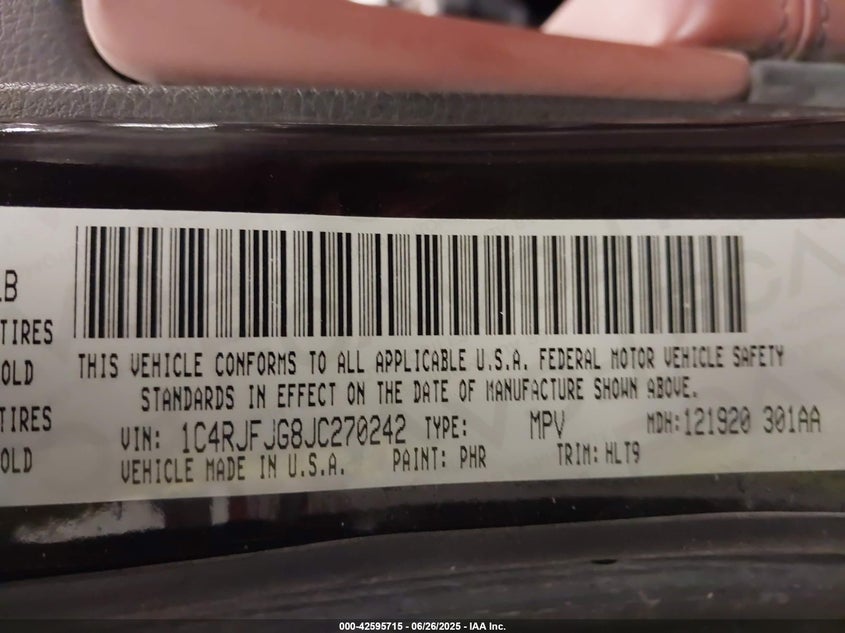 LB
TIRES
OLD
TIRES
OLD
THIS VEHICLE CONFORMS TO ALL APPLICABLE U.S.A. FEDERAL MOTOR VEHICLE SAFETY
STANDARDS IN EFFECT ON THE DATE OF MANUFACTURE SHOWN ABOVE.
VIN: 1C4RJFJG8JC270242 TYPE: MPV MDH: 121920 301AA
VEHICLE MADE IN U.S.A. PAINT: PHR TRIM: HLT9
000-42595715 - 06/26/2025 - IAA Inc.